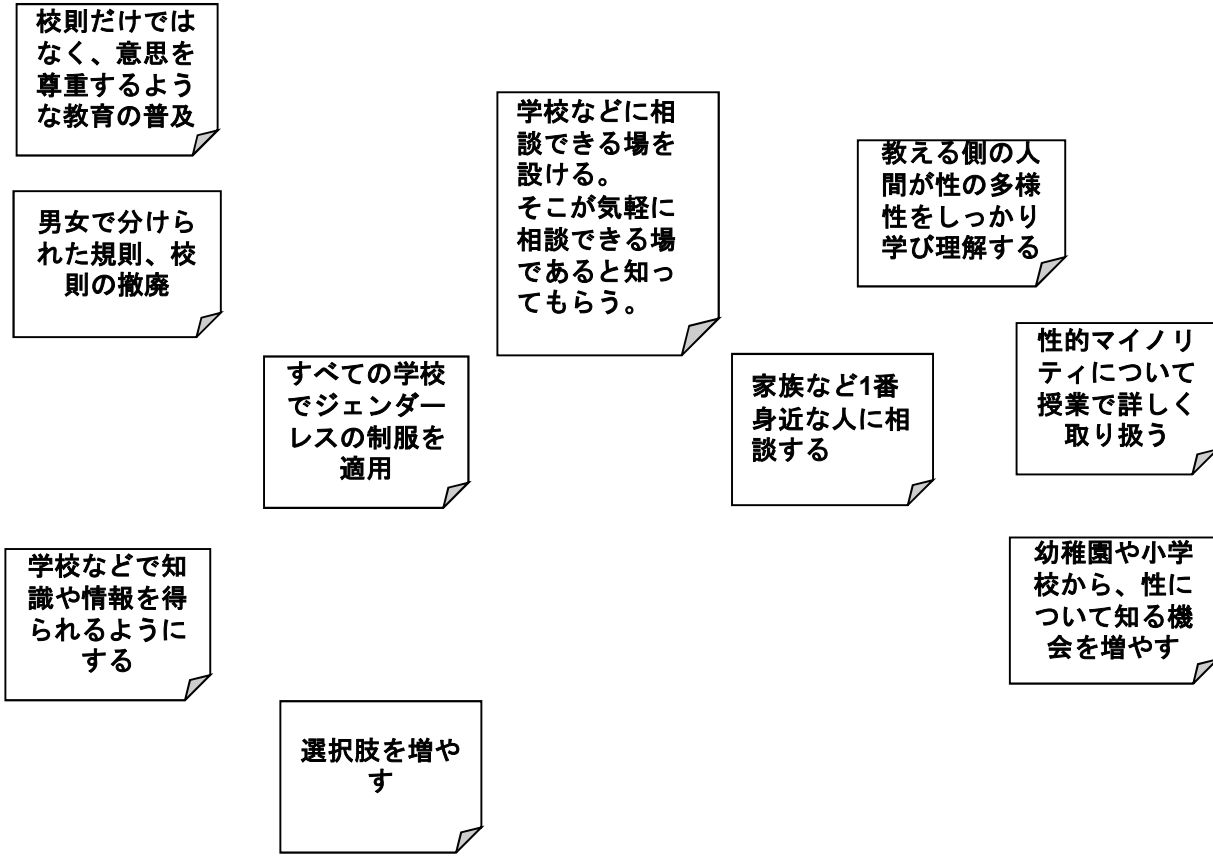 校則だけでは
なく、意思を
尊重するよう
な教育の普及
男女で分けら
れた規則、校
則の撤廃
すべての学校
でジェンダー
レスの制服を
適用
学校などで知
識や情報を得
られるように
する
選択肢を増や
す
学校などに相
談できる場を
設ける。
そこが気軽に
相談できる場
であると知っ
てもらう。
家族など1番
身近な人に相
談する
教える側の人
間が性の多様
性をしっかり
学び理解する
性的マイノリ
ティについて
授業で詳しく
取り扱う
幼稚園や小学
校から、性に
ついて知る機
会を増やす